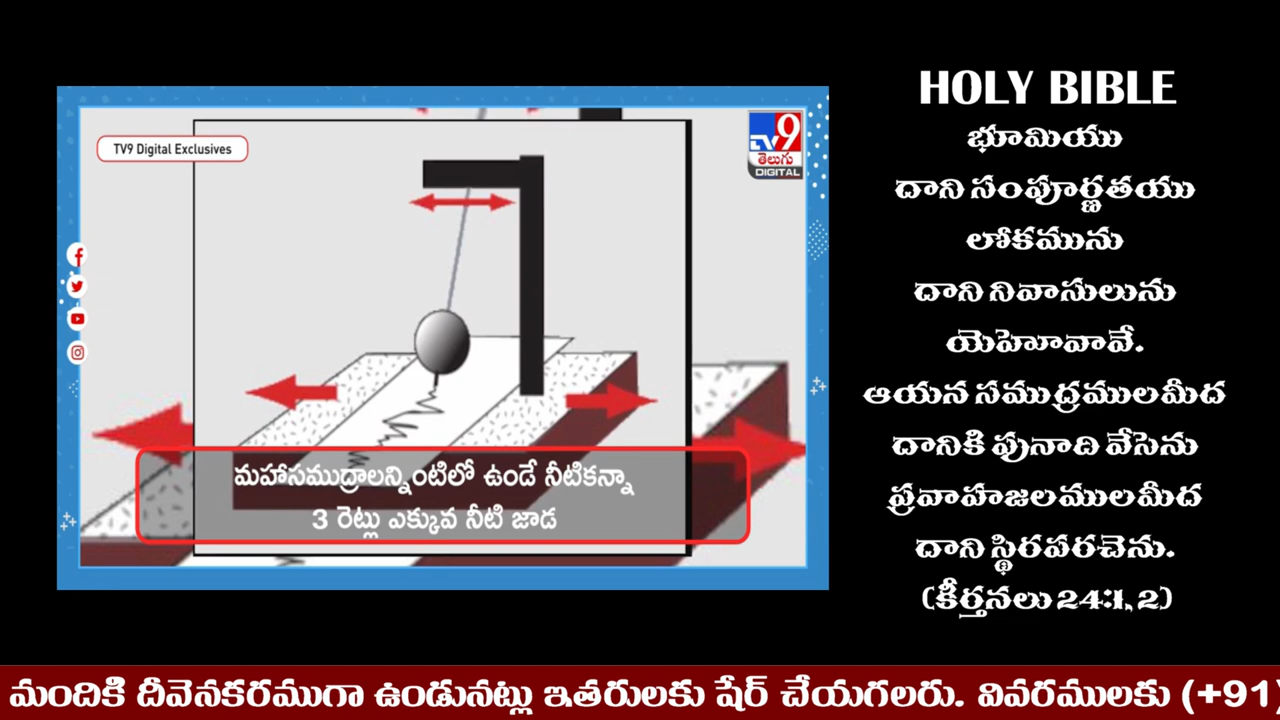 TV9 Digital Exclusives
TV9
తెలుగు
DIGITAL
మహాసముద్రాలన్నింటిలో ఉండే నీటికన్నా
3 రెట్లు ఎక్కువ నీటి జాడ
HOLY BIBLE
భూమియు
దాని సంపూర్ణతయు
లోకమును
దాని నివాసులును
యెహెూవావే.
ఆయన సముద్రములమీద
దానికి పునాది వేసెను
ప్రవాహజలములమీద
దాని స్థిరపరచెను.
(కీర్తనలు 24:1, 2)
మందికి దీవెనకరముగా ఉండునట్లు ఇతరులకు షేర్ చేయగలరు. వివరములకు (+91)